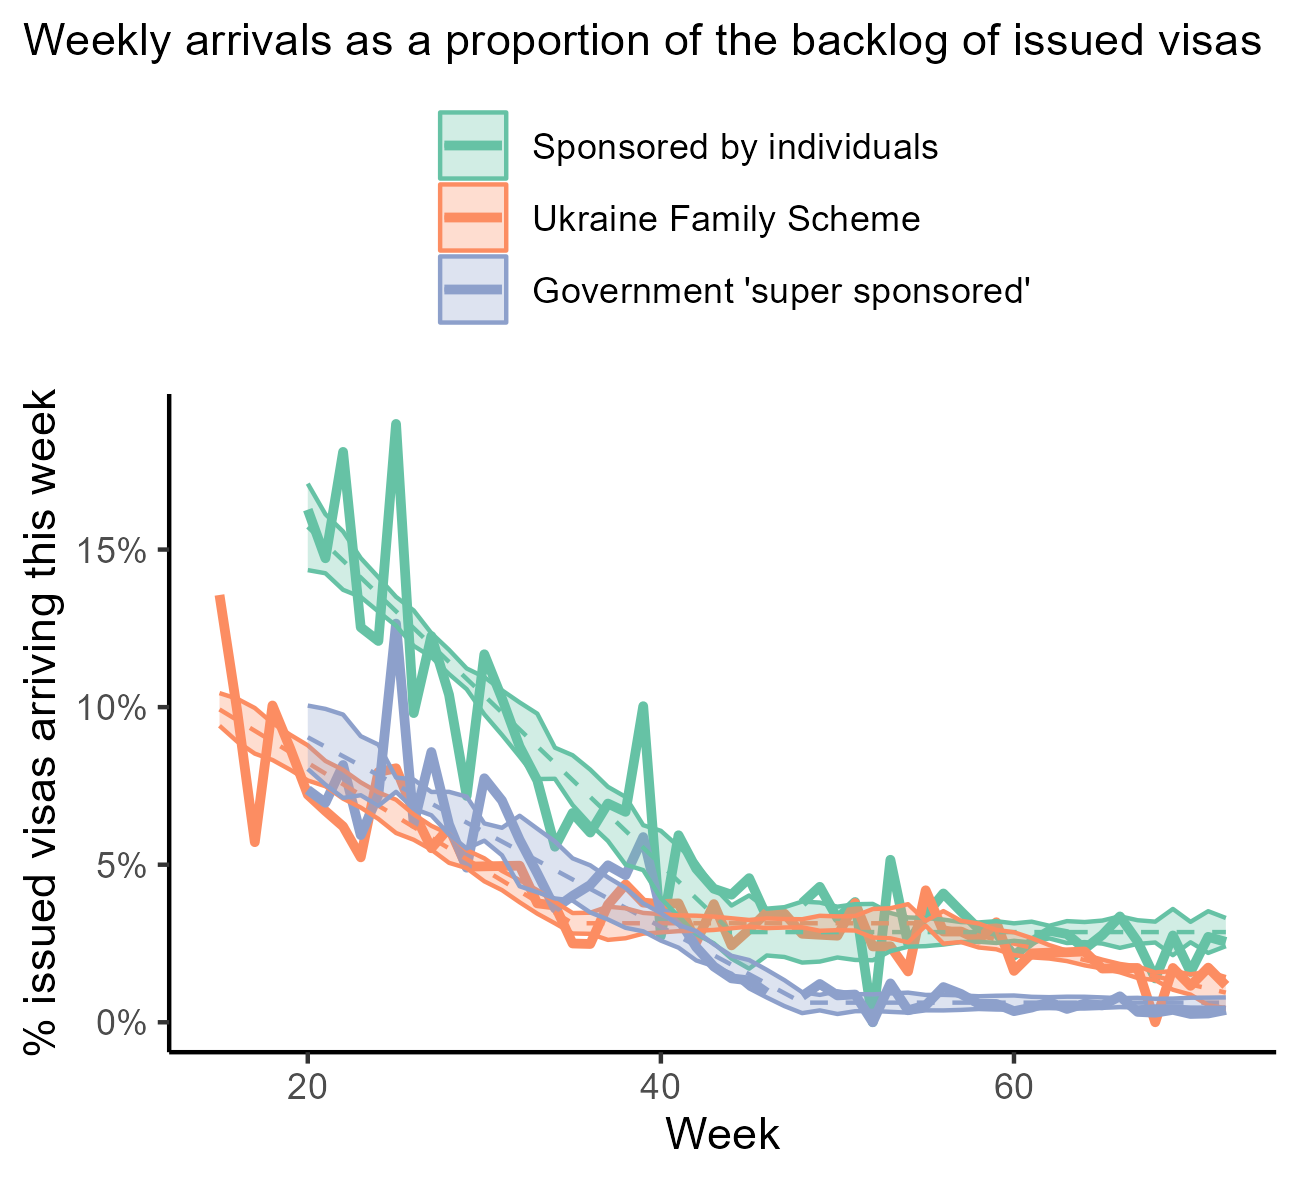 Weekly arrivals as a proportion of the backlog of issued visas
Sponsored by individuals
Ukraine Family Scheme
Government 'super sponsored'
% issued visas arriving this week
15%
10%
5%
0%
20
40
60
Week